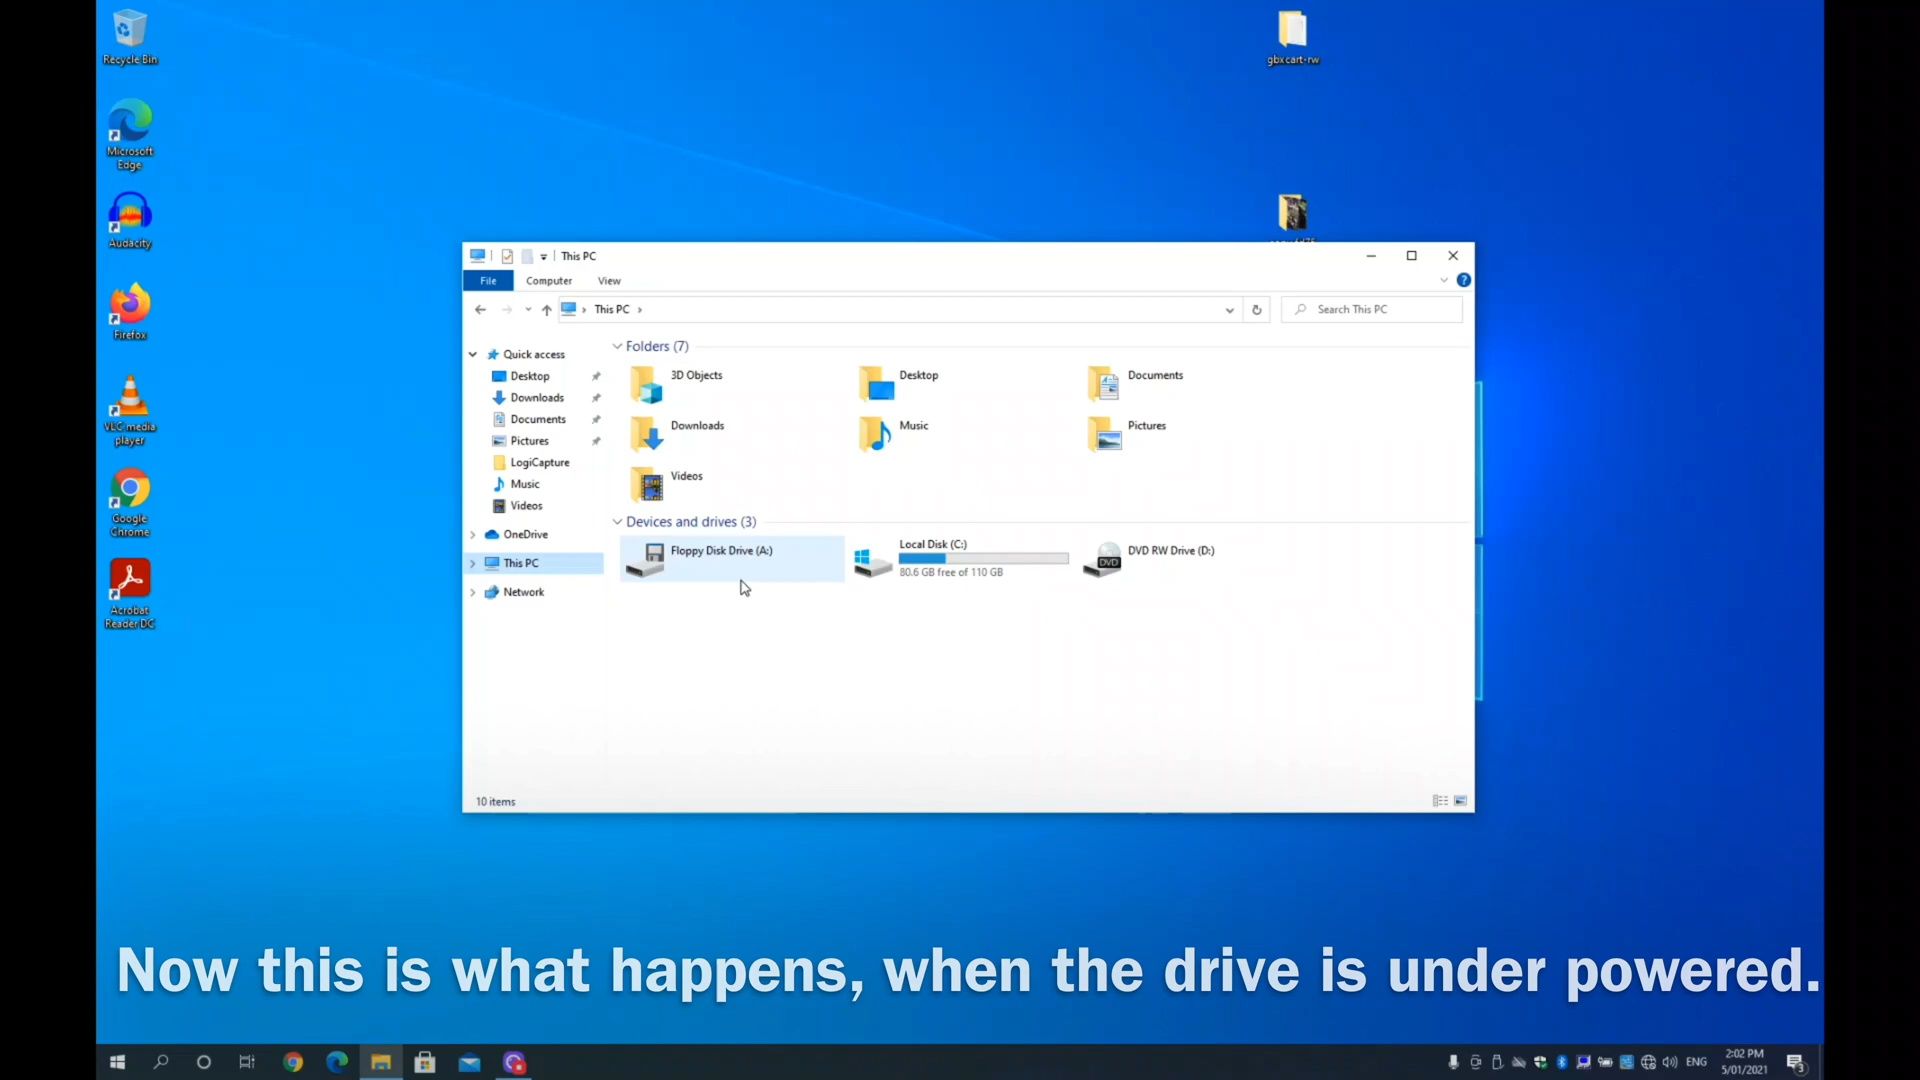 Recycle Bin
gbxcart-rw
Microsoft
Edge
Audacity
Firefox
VLC media
player
Google
Chrome
Acrobat
Reader DC
This PC
File Computer View
This PC
Search This PC
Quick access
Desktop
Downloads
Documents
Pictures
LogiCapture
Music
Videos
OneDrive
This PC
Network
Folders (7)
3D Objects Desktop Documents
Downloads Music Pictures
Videos
Devices and drives (3)
Floppy Disk Drive (A:)
Local Disk (C:)
80.6 GB free of 110 GB
DVD
DVD RW Drive (D:)
10 items
Now this is what happens, when the drive is under powered.
ENG
2:02 PM
5/01/2021
3